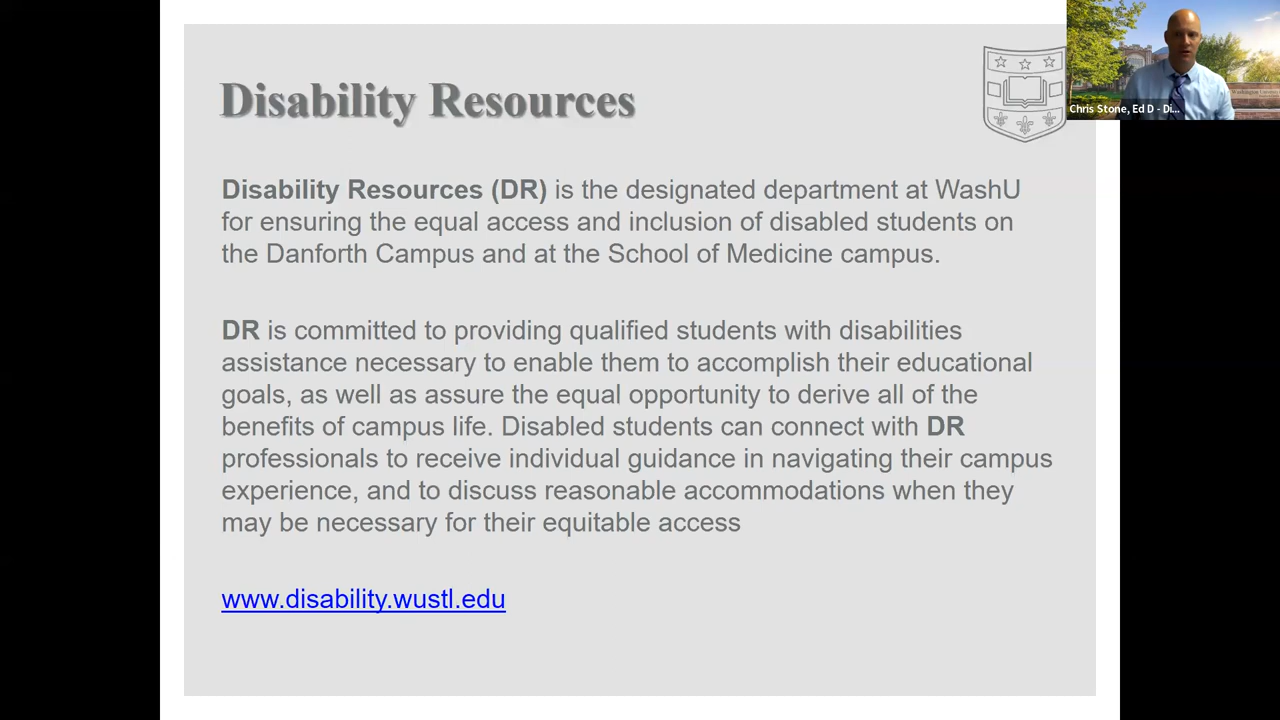 Disability Resources
Chris Stone, Ed D - Di...
Disability Resources (DR) is the designated department at WashU
for ensuring the equal access and inclusion of disabled students on
the Danforth Campus and at the School of Medicine campus.
DR is committed to providing qualified students with disabilities
assistance necessary to enable them to accomplish their educational
goals, as well as assure the equal opportunity to derive all of the
benefits of campus life. Disabled students can connect with DR
professionals to receive individual guidance in navigating their campus
experience, and to discuss reasonable accommodations when they
may be necessary for their equitable access
www.disability.wustl.edu